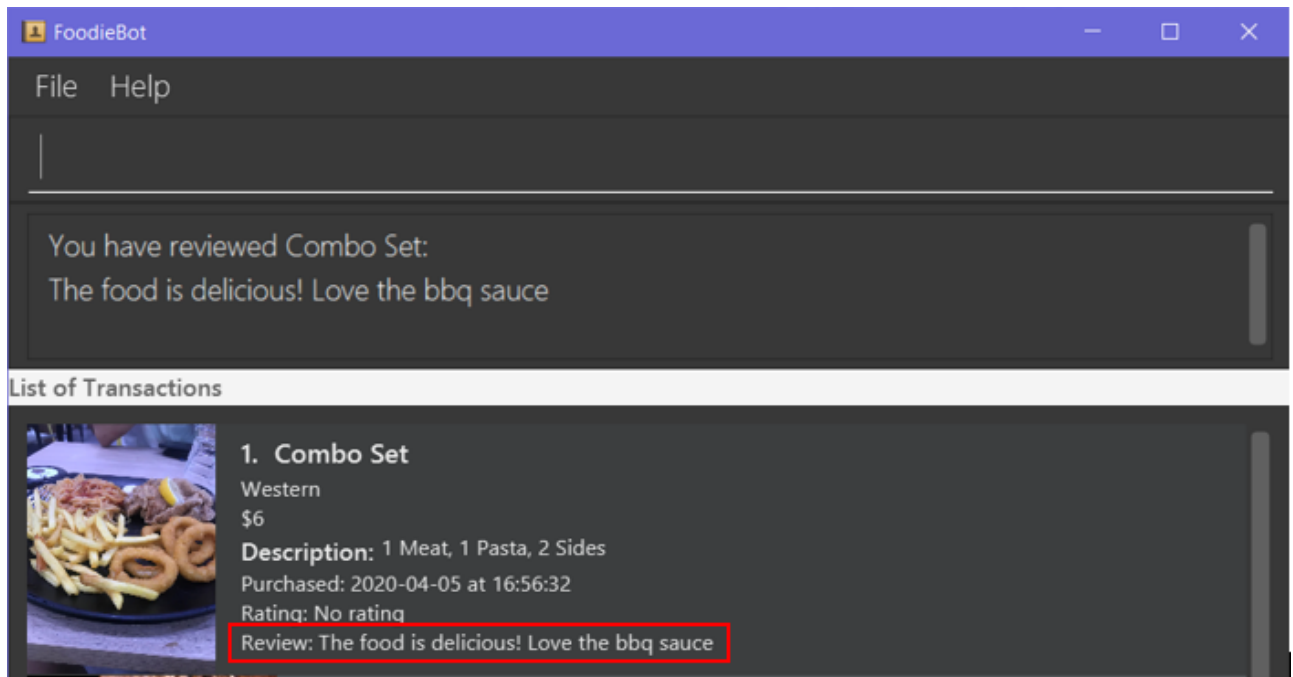 FoodieBot
File Help
You have reviewed Combo Set:
The food is delicious! Love the bbq sauce
List of Transactions
1. Combo Set
Western
$6
Description: 1 Meat, 1 Pasta, 2 Sides
Purchased: 2020-04-05 at 16:56:32
Rating: No rating
Review: The food is delicious! Love the bbq sauce